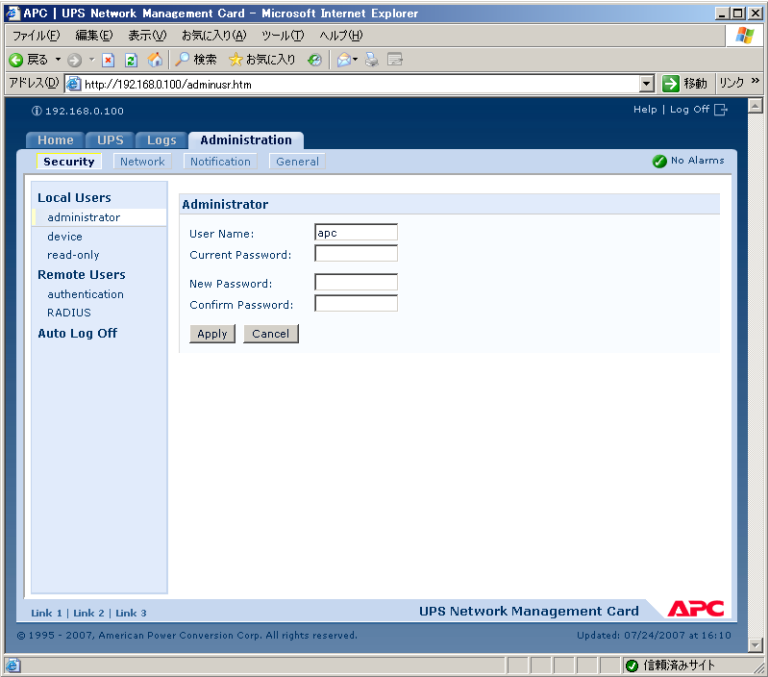 APC | UPS Network Management Card - Microsoft Internet Explorer
ファイル(F) 編集(E) 表示(V) お気に入り(A) ツール(T) ヘルプ(H)
戻る 検索 お気に入り
アドレス(D) http://192.168.0.100/adminusr.htm 移動 リンク »
192.168.0.100 Help | Log Off
Home UPS Logs Administration
Security Network Notification General No Alarms
Local Users
administrator
device
read-only
Remote Users
authentication
RADIUS
Auto Log Off
Administrator
User Name: apc
Current Password:
New Password:
Confirm Password:
Apply Cancel
Link 1 | Link 2 | Link 3 UPS Network Management Card APC
© 1995 - 2007, American Power Conversion Corp. All rights reserved. Updated: 07/24/2007 at 16:10
信頼済みサイト